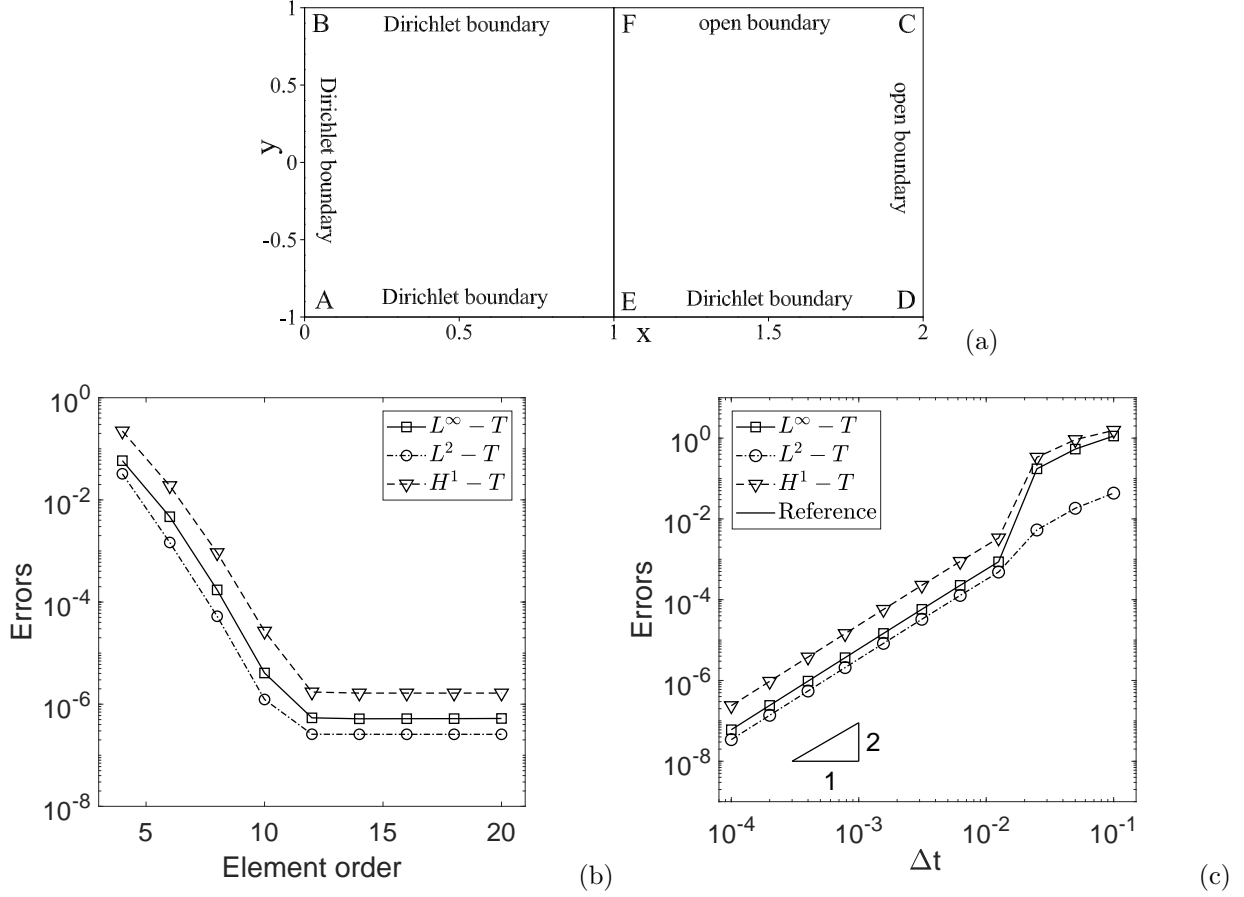 1
B
Dirichlet boundary
F
open boundary
C
0.5
Dirichlet boundary
open boundary
y
0
-0.5
A
Dirichlet boundary
E
Dirichlet boundary
D
-1
0
0.5
1
x
1.5
2
(a)
10^0
10^-2
10^-4
10^-6
10^-8
Errors
L^∞ − T
L^2 − T
H^1 − T
5
10
15
20
Element order
(b)
10^0
10^-2
10^-4
10^-6
10^-8
Errors
L^∞ − T
L^2 − T
H^1 − T
Reference
2
1
10^-4
10^-3
10^-2
10^-1
Δt
(c)